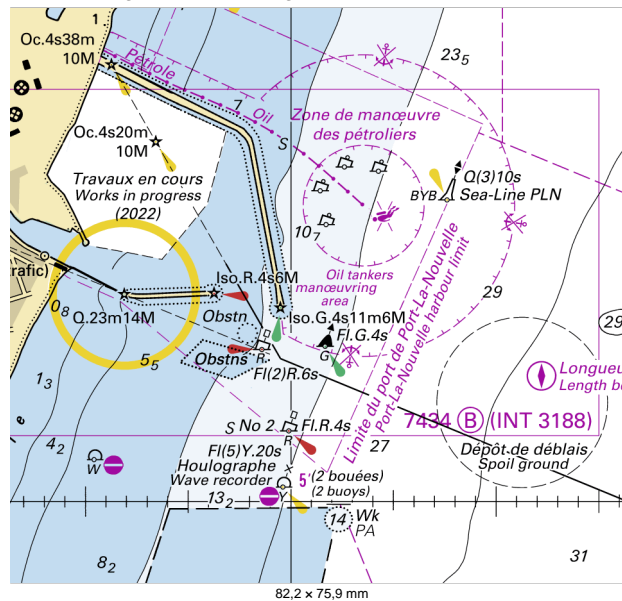 1.
Oc.4s38m
10M
Pétrole
Oil
7
S
23₅
Zone de manœuvre
des pétroliers
Oc.4s20m
10M
Travaux en cours
Works in progress
(2022)
BYB
Q(3)10s
Sea-Line PLN
10₇
Oil tankers
manœuvring
area
29
rafic)
Iso.R.4s6M
0₈
Q.23m14M
Obstn
Iso.G.4s11m6M
Fl.G.4s
G
Obstns
R
Fl(2)R.6s
5₅
1₃
Limite du port de Port-La-Nouvelle
Port-La-Nouvelle harbour limit
29
Longueu
Length b
7434 B (INT 3188)
Dépôt de déblais
Spoil ground
S
No 2
Fl.R.4s
R
27
e
4₂
W
Fl(5)Y.20s
Houlographe
Wave recorder
5'
(2 bouées)
(2 buoys)
Y
13₂
14
Wk
PA
8₂
31
82,2 × 75,9 mm